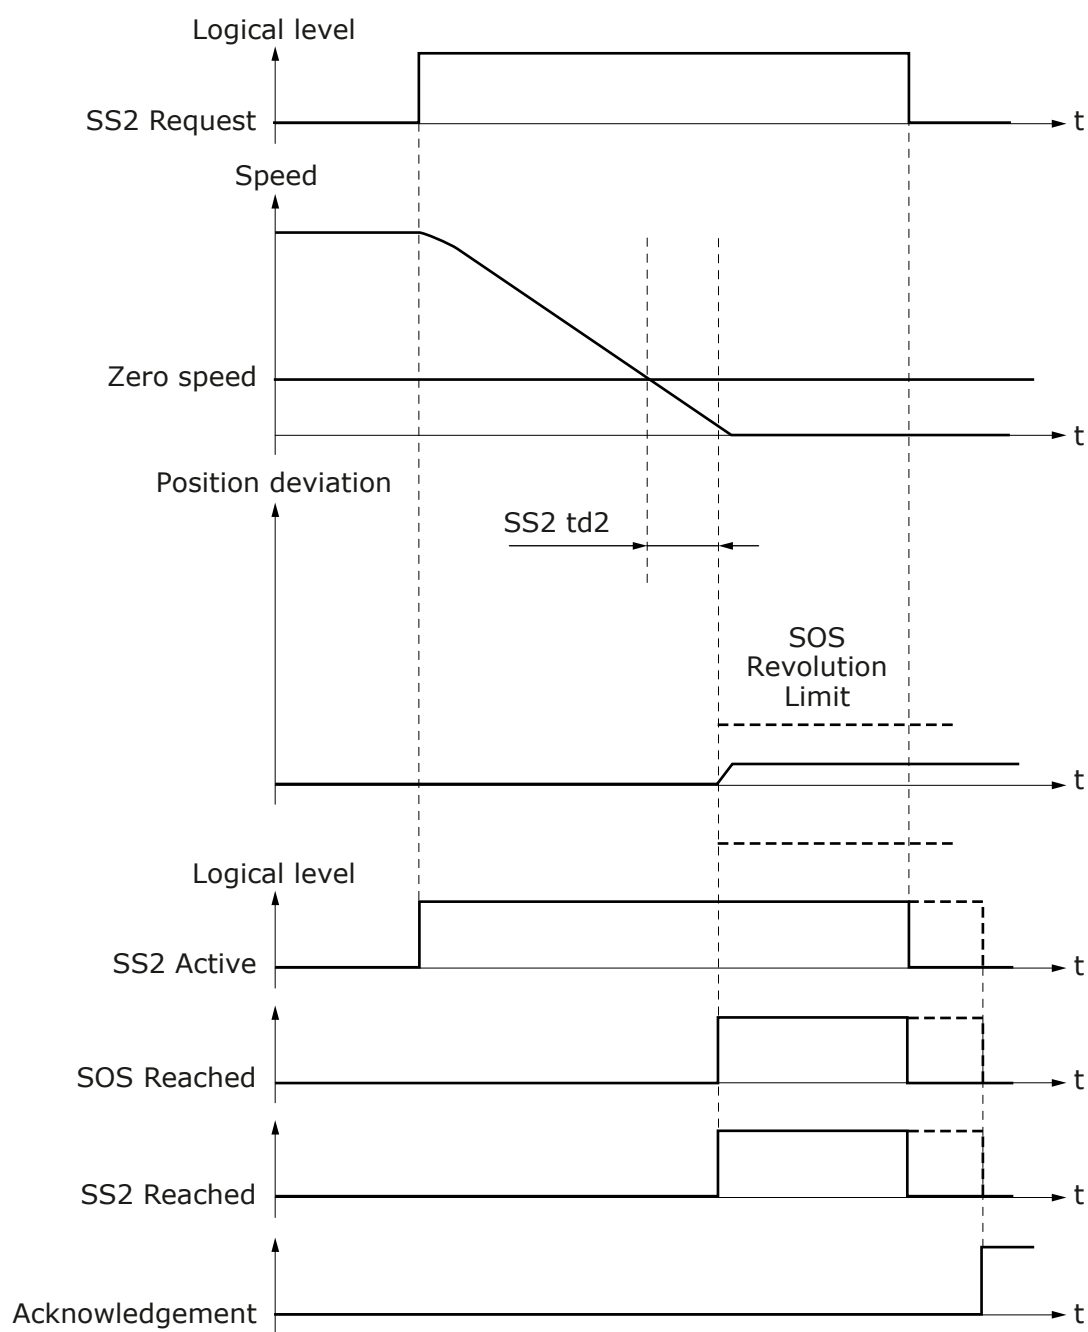 Logical level
SS2 Request
t
Speed
Zero speed
t
Position deviation
SS2 td2
SOS
Revolution
Limit
t
Logical level
SS2 Active
t
SOS Reached
t
SS2 Reached
t
Acknowledgement
t